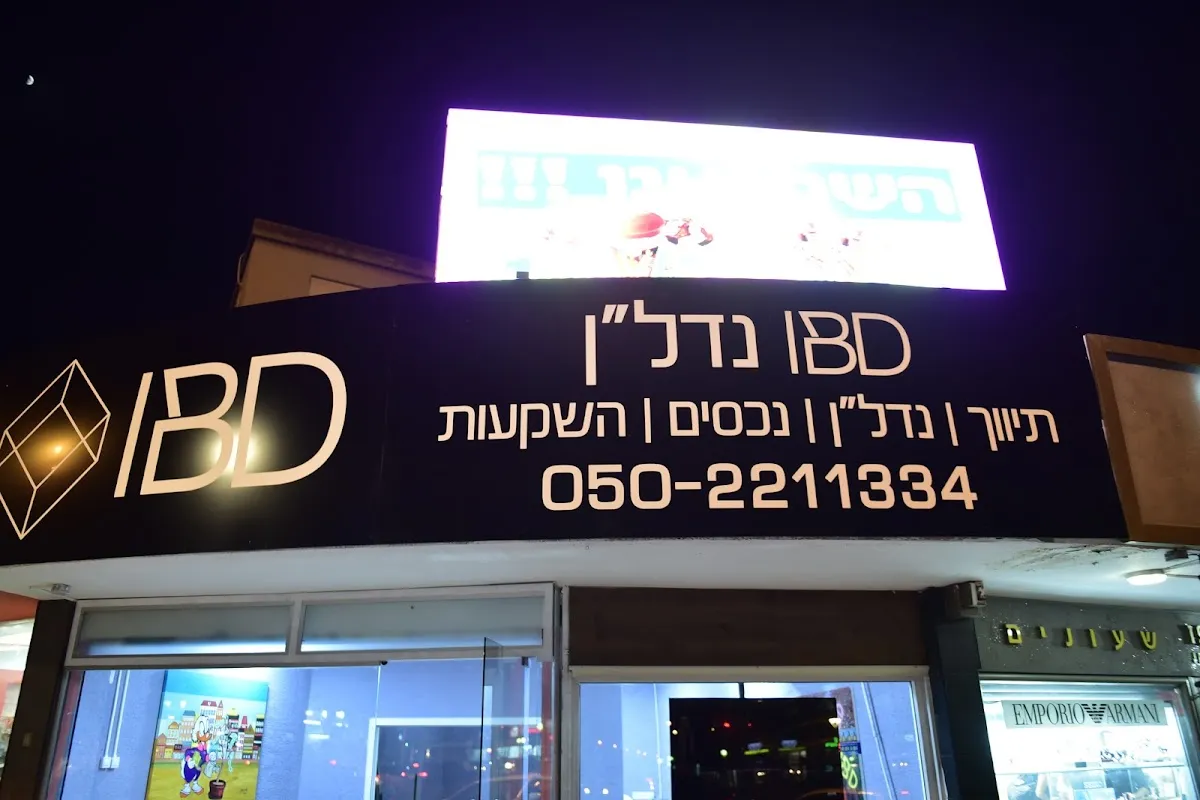 !!!
IBD
IBD נדל"ן
תיווך | נדל"ן | נכסים | השקעות
050-2211334
שעונים
EMPORIO ARMANI